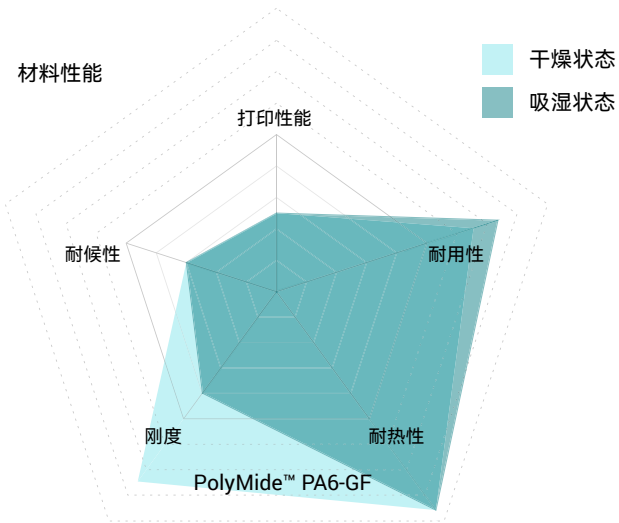 材料性能
干燥状态
吸湿状态
打印性能
耐候性
耐用性
刚度
耐热性
PolyMide™ PA6-GF